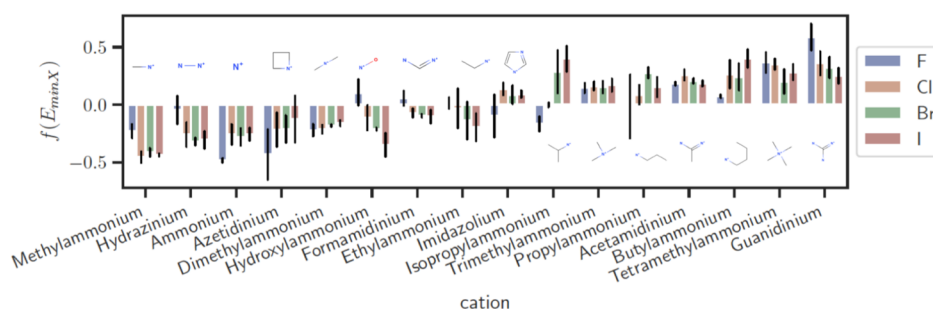 f(E_minX)
0.5
0.0
−0.5
F
Cl
Br
I
Methylammonium
Hydrazinium
Ammonium
Azetidinium
Dimethylammonium
Hydroxylammonium
Formamidinium
Ethylammonium
Imidazolium
Isopropylammonium
Trimethylammonium
Propylammonium
Acetamidinium
Butylammonium
Tetramethylammonium
Guanidinium
cation